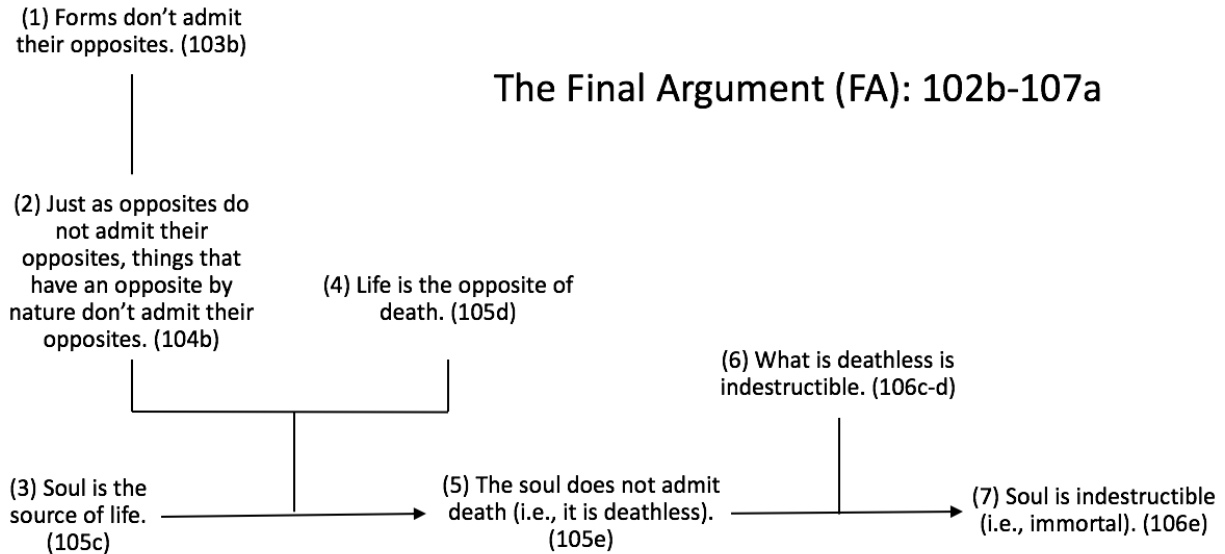 (1) Forms don’t admit
their opposites. (103b)
The Final Argument (FA): 102b-107a
(2) Just as opposites do
not admit their
opposites, things that
have an opposite by
nature don’t admit their
opposites. (104b)
(4) Life is the opposite of
death. (105d)
(6) What is deathless is
indestructible. (106c-d)
(3) Soul is the
source of life.
(105c)
(5) The soul does not admit
death (i.e., it is deathless).
(105e)
(7) Soul is indestructible
(i.e., immortal). (106e)